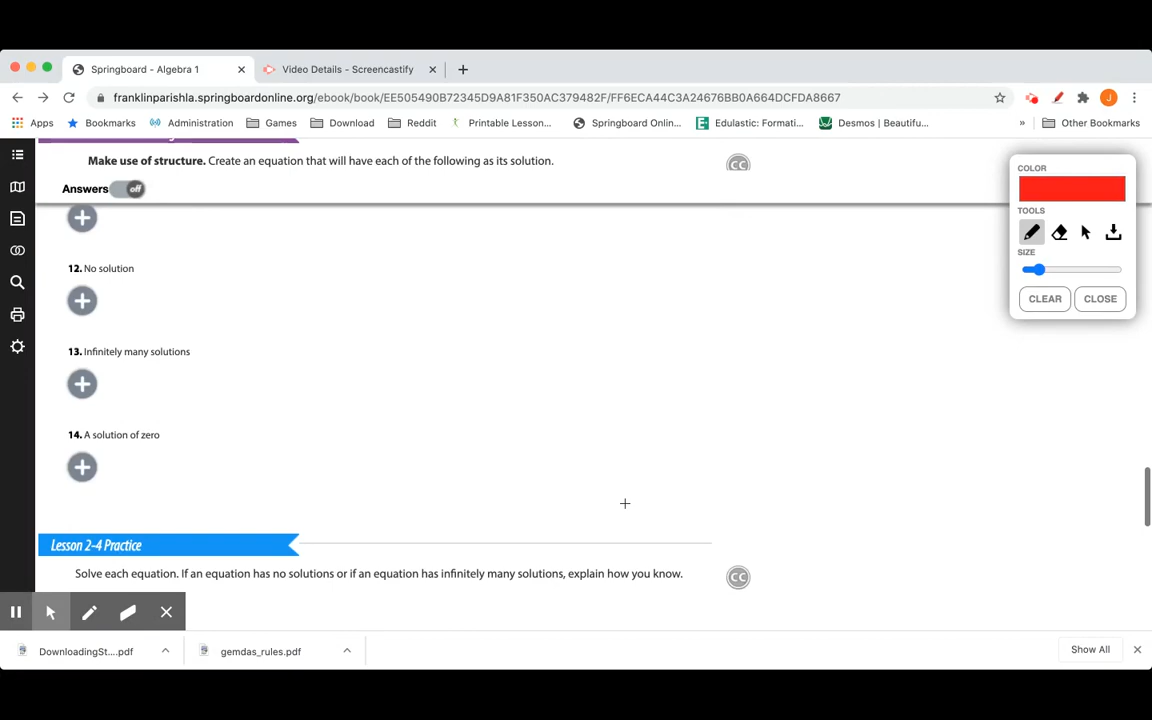 Springboard - Algebra 1
Video Details - Screencastify
franklinparishla.springboardonline.org/ebook/book/EE505490B72345D9A81F350AC379482F/FF6ECA44C3A24676BB0A664DCFDA8667
J
Apps
Bookmarks
Administration
Games
Download
Reddit
Printable Lesson...
Springboard Onlin...
Edulastic: Formati...
Desmos | Beautifu...
»
Other Bookmarks
Make use of structure. Create an equation that will have each of the following as its solution.
CC
Answers off
12. No solution
13. Infinitely many solutions
14. A solution of zero
Lesson 2-4 Practice
Solve each equation. If an equation has no solutions or if an equation has infinitely many solutions, explain how you know.
CC
COLOR
TOOLS
SIZE
CLEAR
CLOSE
DownloadingSt....pdf
gemdas_rules.pdf
Show All